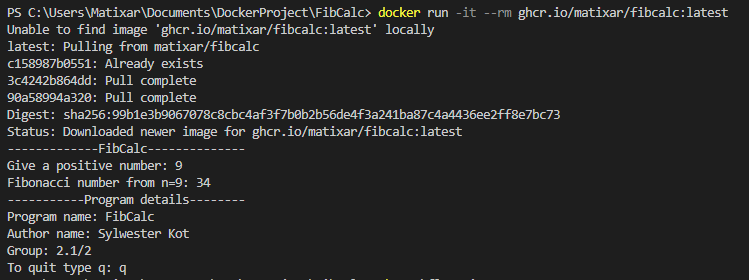 PS C:\Users\Matixar\Documents\DockerProject\FibCalc> docker run -it --rm ghcr.io/matixar/fibcalc:latest
Unable to find image 'ghcr.io/matixar/fibcalc:latest' locally
latest: Pulling from matixar/fibcalc
c158987b0551: Already exists
3c4242b864dd: Pull complete
90a58994a320: Pull complete
Digest: sha256:99b1e3b9067078c8cbc4af3f7b0b2b56de4f3a241ba87c4a4436ee2ff8e7bc73
Status: Downloaded newer image for ghcr.io/matixar/fibcalc:latest
-------------FibCalc--------------
Give a positive number: 9
Fibonacci number from n=9: 34
-----------Program details--------
Program name: FibCalc
Author name: Sylwester Kot
Group: 2.1/2
To quit type q: q